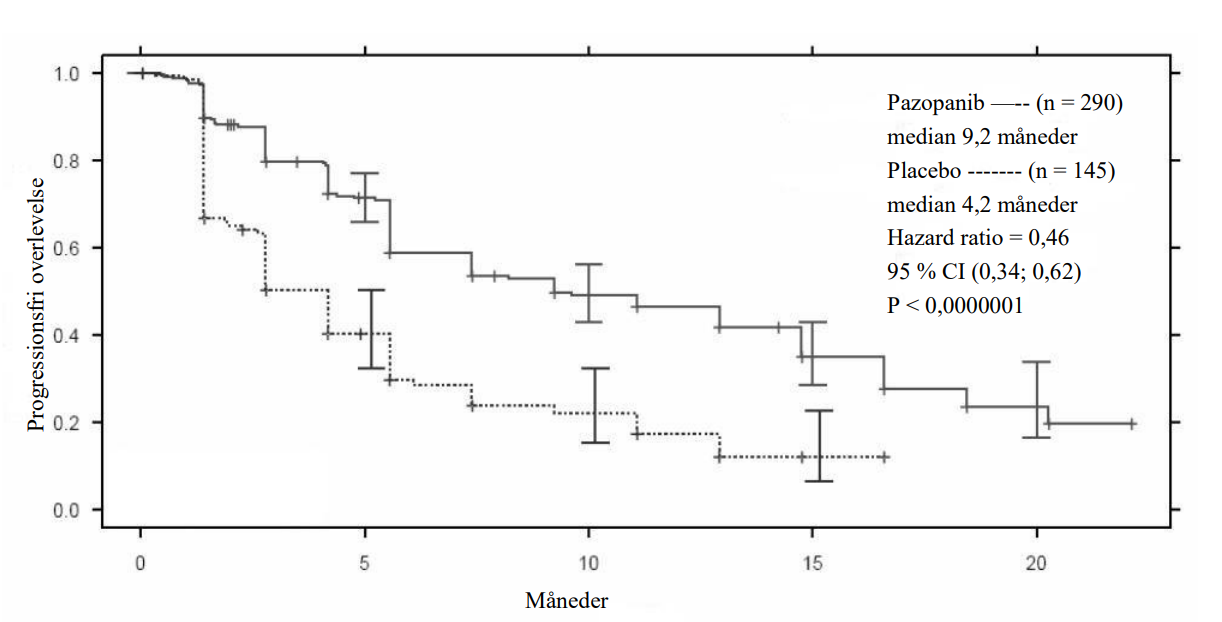 Progressionsfri overlevelse
1.0
0.8
0.6
0.4
0.2
0.0
Pazopanib —-- (n = 290)
median 9,2 måneder
Placebo ------- (n = 145)
median 4,2 måneder
Hazard ratio = 0,46
95 % CI (0,34; 0,62)
P < 0,0000001
0 5 10 15 20
Måneder